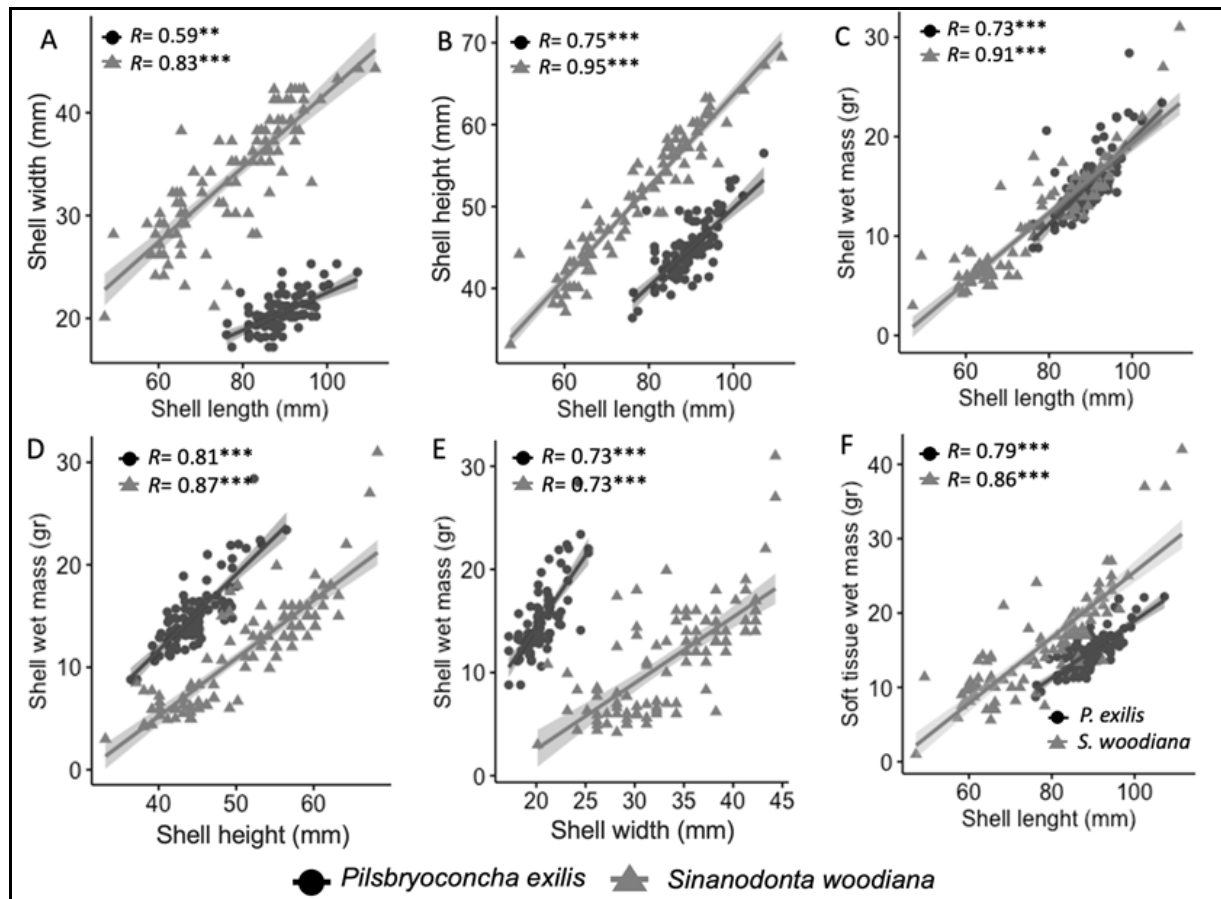 A
R= 0.59**
R= 0.83***
Shell width (mm)
40
30
20
60
80
100
Shell length (mm)
B
R= 0.75***
R= 0.95***
Shell height (mm)
70
60
50
40
60
80
100
Shell length (mm)
C
R= 0.73***
R= 0.91***
Shell wet mass (gr)
30
20
10
0
60
80
100
Shell length (mm)
D
R= 0.81***
R= 0.87***
Shell wet mass (gr)
30
20
10
0
40
50
60
Shell height (mm)
E
R= 0.73***
R= 0.73***
Shell wet mass (gr)
30
20
10
0
20
25
30
35
40
45
Shell width (mm)
F
R= 0.79***
R= 0.86***
Soft tissue wet mass (gr)
40
30
20
10
0
60
80
100
Shell lenght (mm)
P. exilis
S. woodiana
Pilsbryoconcha exilis
Sinanodonta woodiana